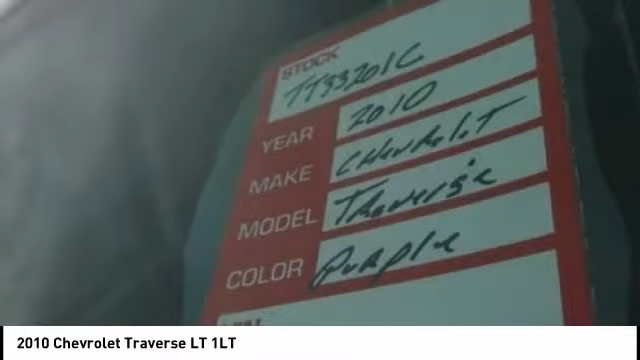 STOCK
TT33201C
YEAR 2010
MAKE Chevrolet
MODEL Traverse
COLOR Purple
2010 Chevrolet Traverse LT 1LT